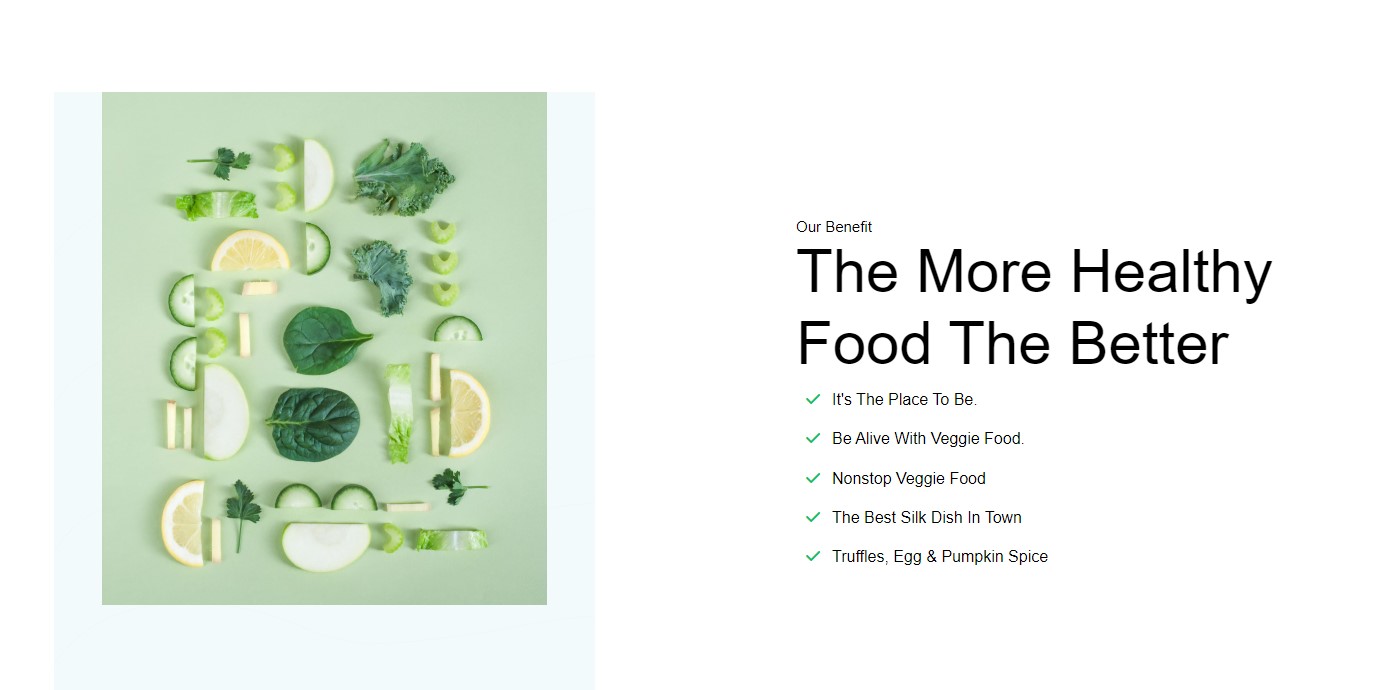 Our Benefit
The More Healthy
Food The Better
It's The Place To Be.
Be Alive With Veggie Food.
Nonstop Veggie Food
The Best Silk Dish In Town
Truffles, Egg & Pumpkin Spice